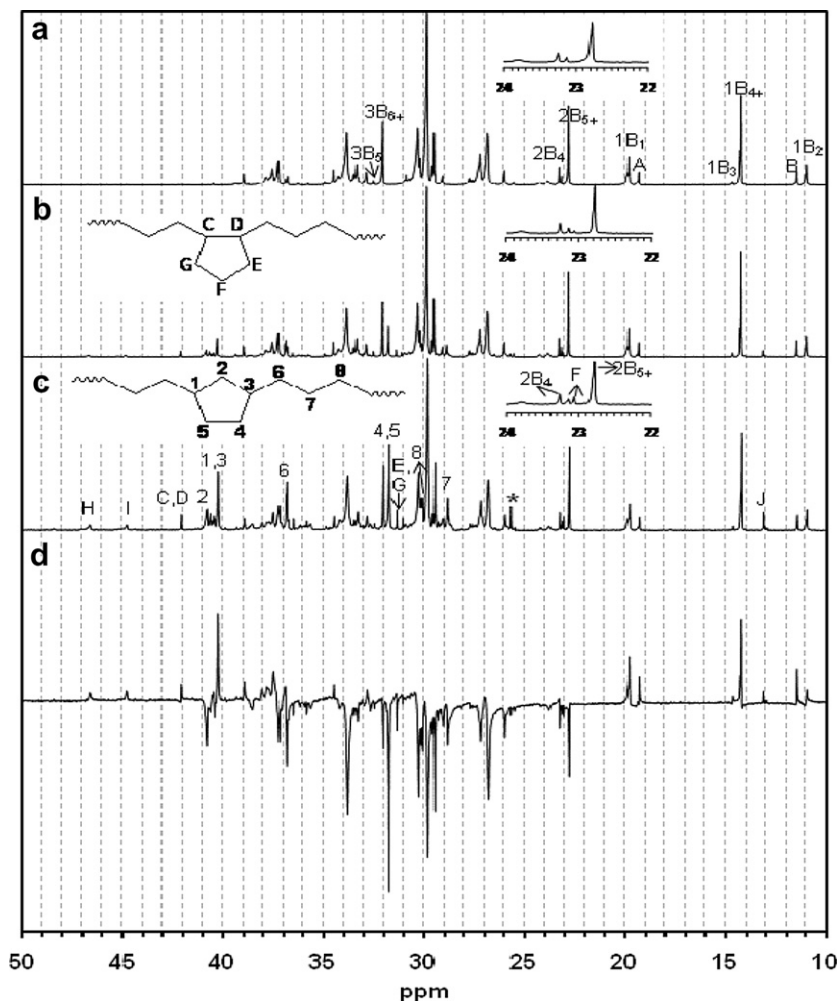 a
24 23 22
3B6+
3B5
2B4
2B5+
1B1
A
1B3
1B4+
B
1B2
b
C D
G E
F
24 23 22
c
2
1 3
5 4
6
7
8
2B4 F 2B5+
24 23 22
H
I
C,D
2
1,3
6
4,5
E,
G
8
7
*
J
d
50 45 40 35 30 25 20 15 10
ppm